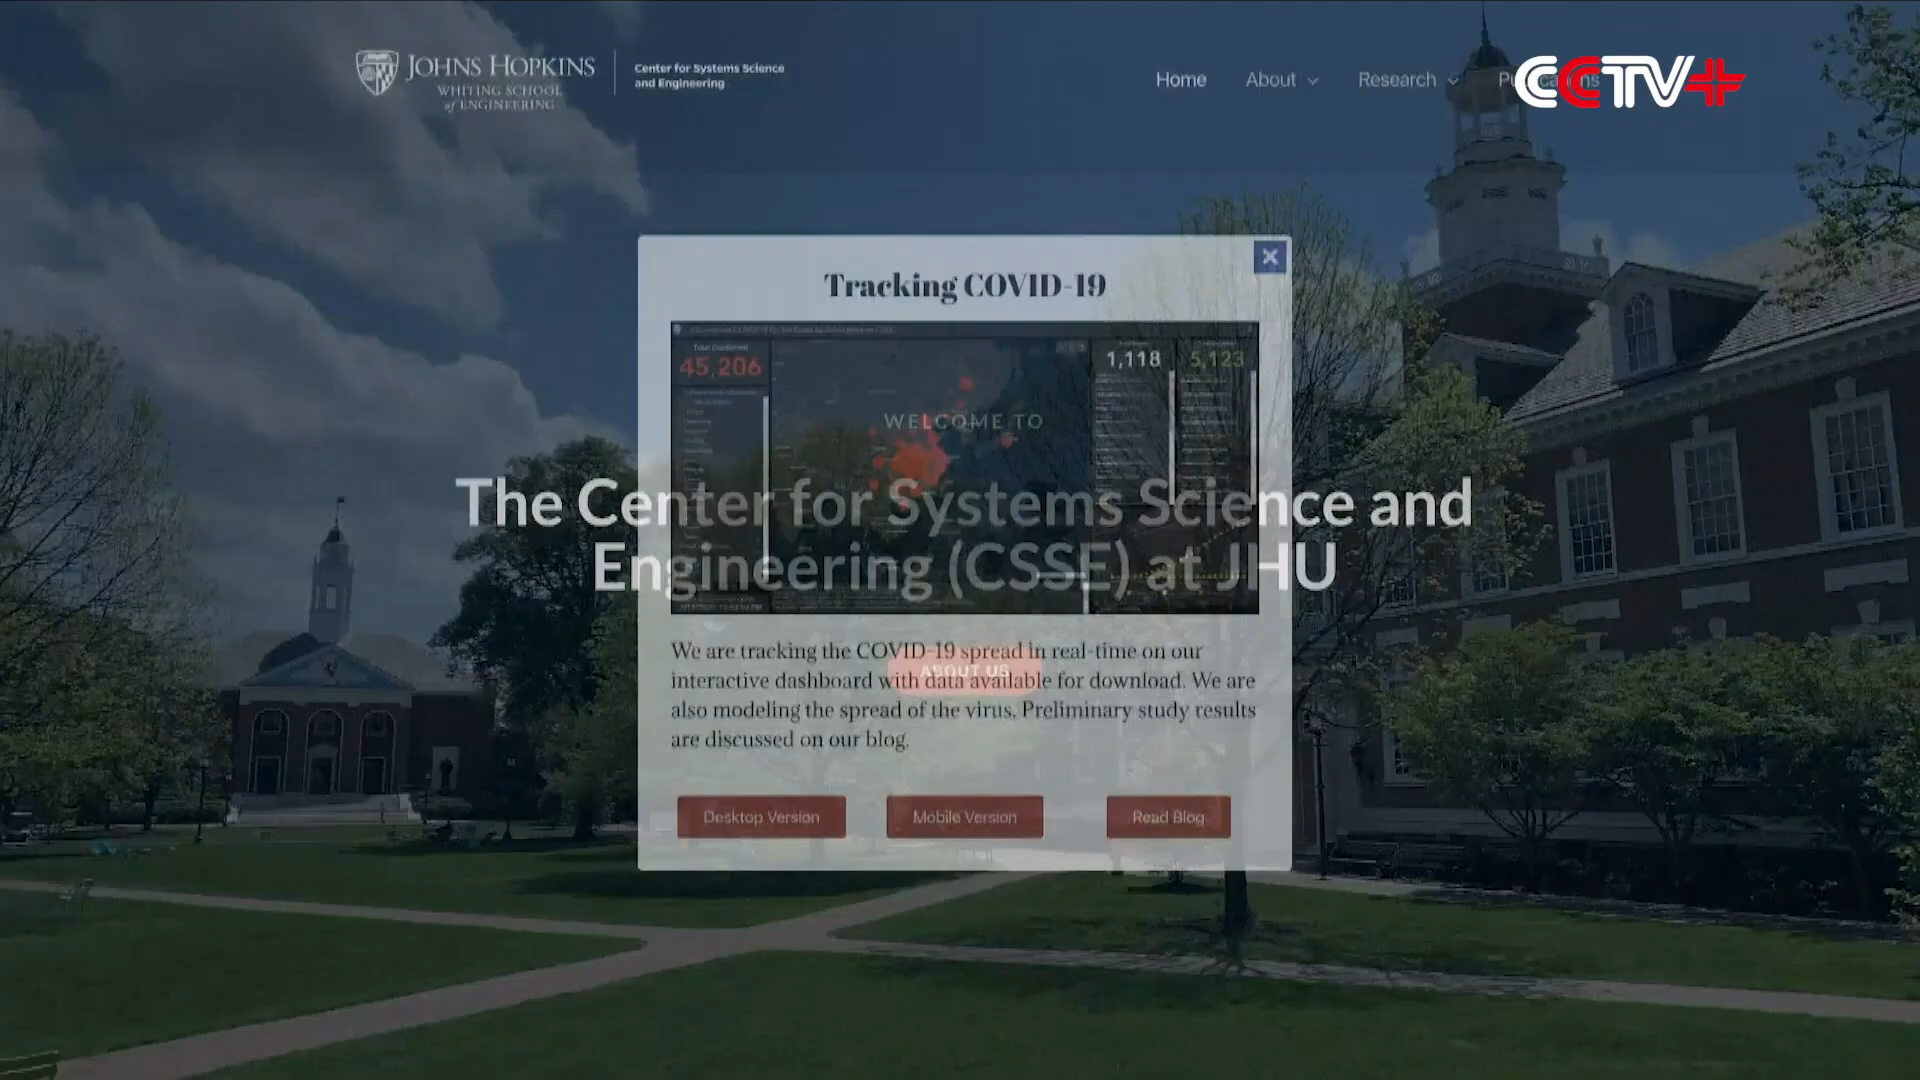 JOHNS HOPKINS
WHITING SCHOOL
of ENGINEERING
Center for Systems Science
and Engineering
Home
About
Research
CCTV+
Tracking COVID-19
Total Confirmed
45,206
1,118
5,123
WELCOME TO
The Center for Systems Science and
Engineering (CSSE) at JHU
We are tracking the COVID-19 spread in real-time on our
interactive dashboard with data available for download. We are
also modeling the spread of the virus. Preliminary study results
are discussed on our blog.
ABOUT US
Desktop Version
Mobile Version
Read Blog